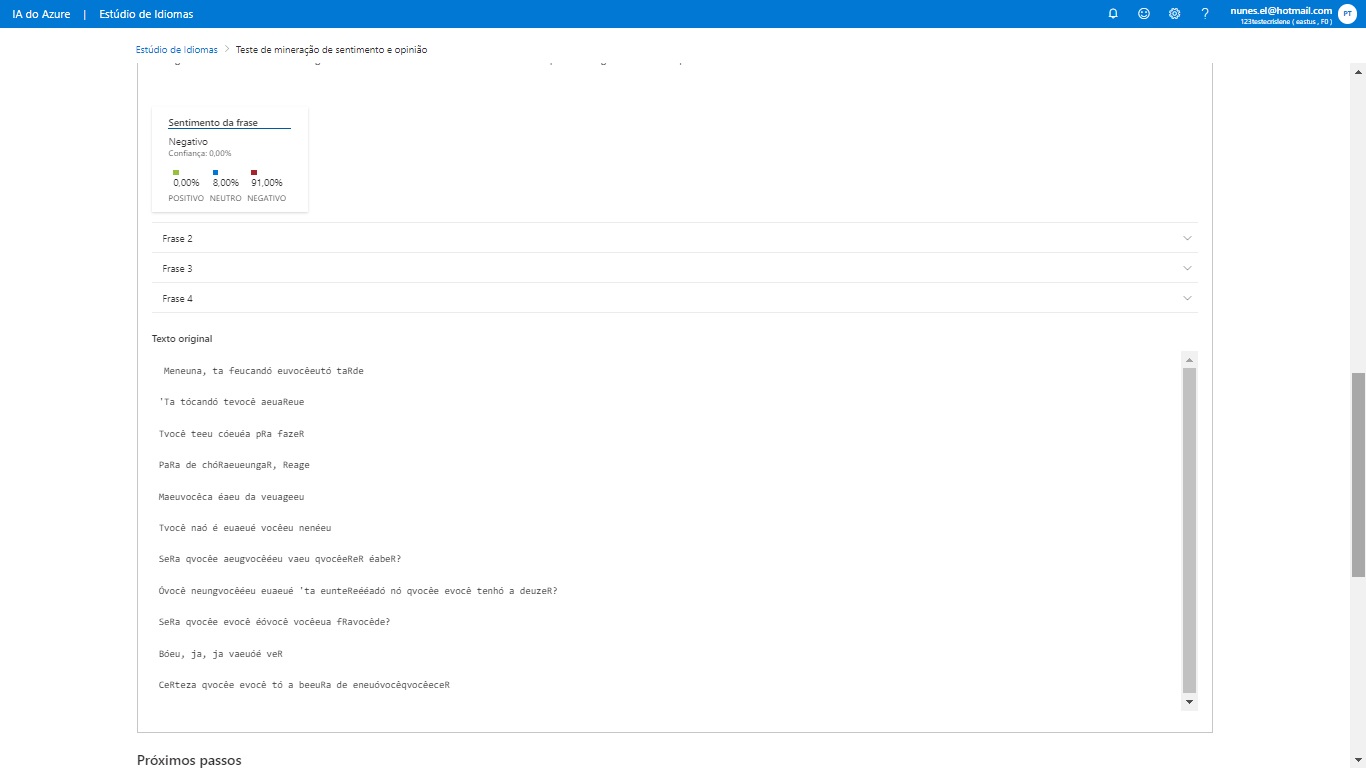 IA do Azure | Estúdio de Idiomas
nunes.el@hotmail.com
123testecrislene ( eastus , F0 )
PT
Estúdio de Idiomas > Teste de mineração de sentimento e opinião
Sentimento da frase
Negativo
Confiança: 0,00%
0,00% 8,00% 91,00%
POSITIVO NEUTRO NEGATIVO
Frase 2
Frase 3
Frase 4
Texto original
Meneuna, ta feucandó euvocêeutó taRde
'Ta tócandó tevocê aeuaReue
Tvocê teeu cóeuéa pRa fazeR
PaRa de chóRaeueungaR, Reage
Maeuvocêca éaeu da veuageeu
Tvocê naó é euaeué vocêeu nenéeu
SeRa qvocêe aeugvocêéeu vaeu qvocêeReR éabeR?
Óvocê neungvocêéeu euaeué 'ta eunteReééadó nó qvocêe evocê tenhó a deuzeR?
SeRa qvocêe evocê éóvocê vocêeua fRavocêde?
Bóeu, ja, ja vaeuóé veR
CeRteza qvocêe evocê tó a beeuRa de eneuóvocêqvocêeceR
Próximos passos